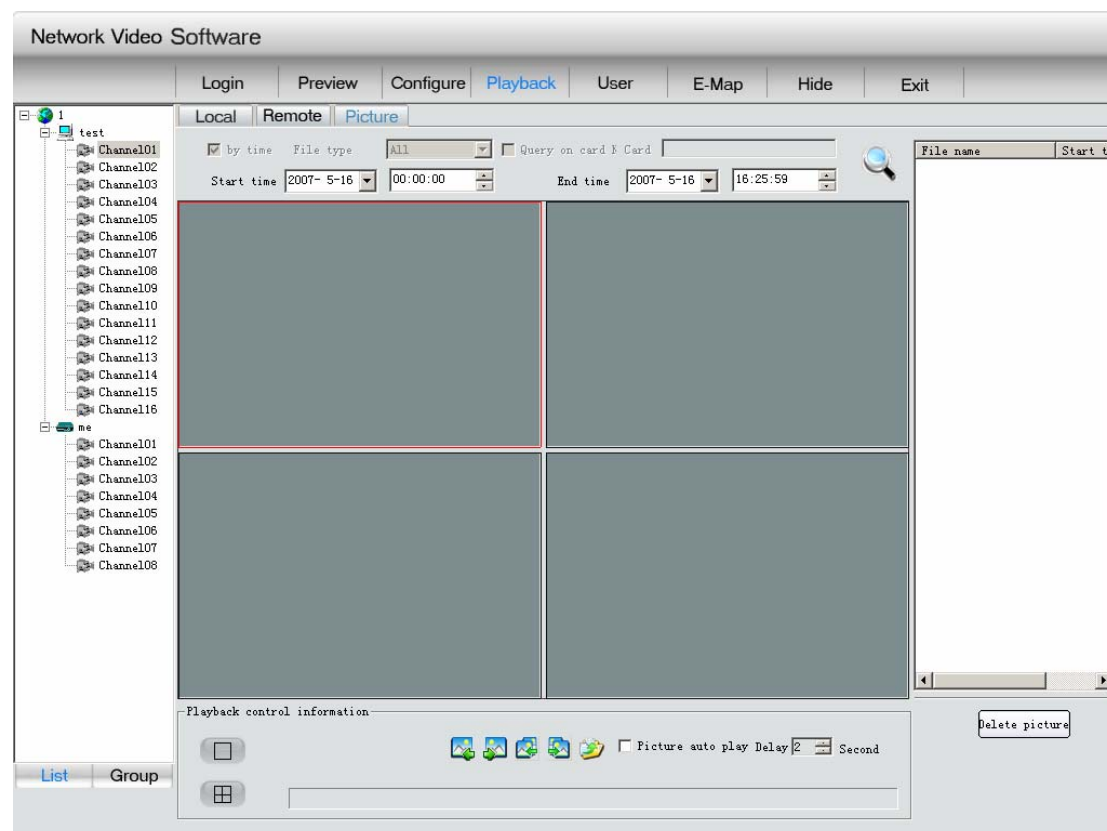 Network Video Software
Login Preview Configure Playback User E-Map Hide Exit
1
test
Channel01
Channel02
Channel03
Channel04
Channel05
Channel06
Channel07
Channel08
Channel09
Channel10
Channel11
Channel12
Channel13
Channel14
Channel15
Channel16
me
Channel01
Channel02
Channel03
Channel04
Channel05
Channel06
Channel07
Channel08
List Group
Local Remote Picture
by time File type All Query on card N Card
Start time 2007- 5-16 00:00:00 End time 2007- 5-16 16:25:59
File name Start t
Playback control information
Picture auto play Delay 2 Second
Delete picture